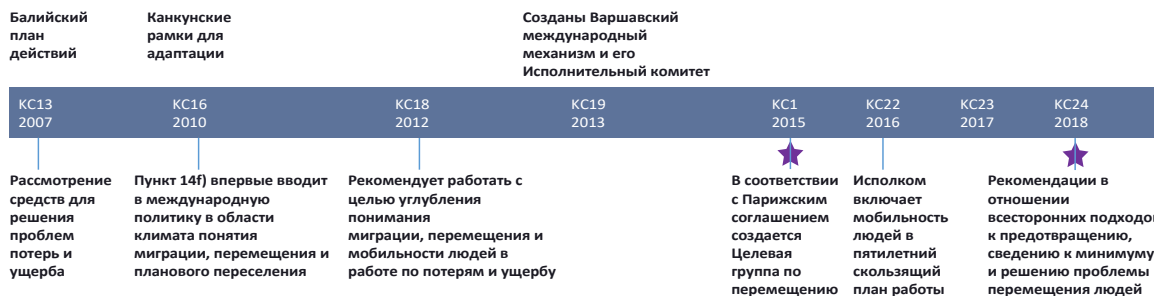 Балийский
план
действий
Канкунские
рамки для
адаптации
Созданы Варшавский
международный
механизм и его
Исполнительный комитет
КС13
2007
КС16
2010
КС18
2012
КС19
2013
КС1
2015
КС22
2016
КС23
2017
КС24
2018
Рассмотрение
средств для
решения
проблем
потерь и
ущерба
Пункт 14f) впервые вводит
в международную
политику в области
климата понятия
миграции, перемещения и
планового переселения
Рекомендует работать с
целью углубления
понимания
миграции, перемещения и
мобильности людей в
работе по потерям и ущербу
В соответствии
с Парижским
соглашением
создается
Целевая
группа по
перемещению
Исполком
включает
мобильность
людей в
пятилетний
скользящий
план работы
Рекомендации в
отношении
всесторонних подходо
к предотвращению,
сведению к минимуму
и решению проблемы
перемещения людей